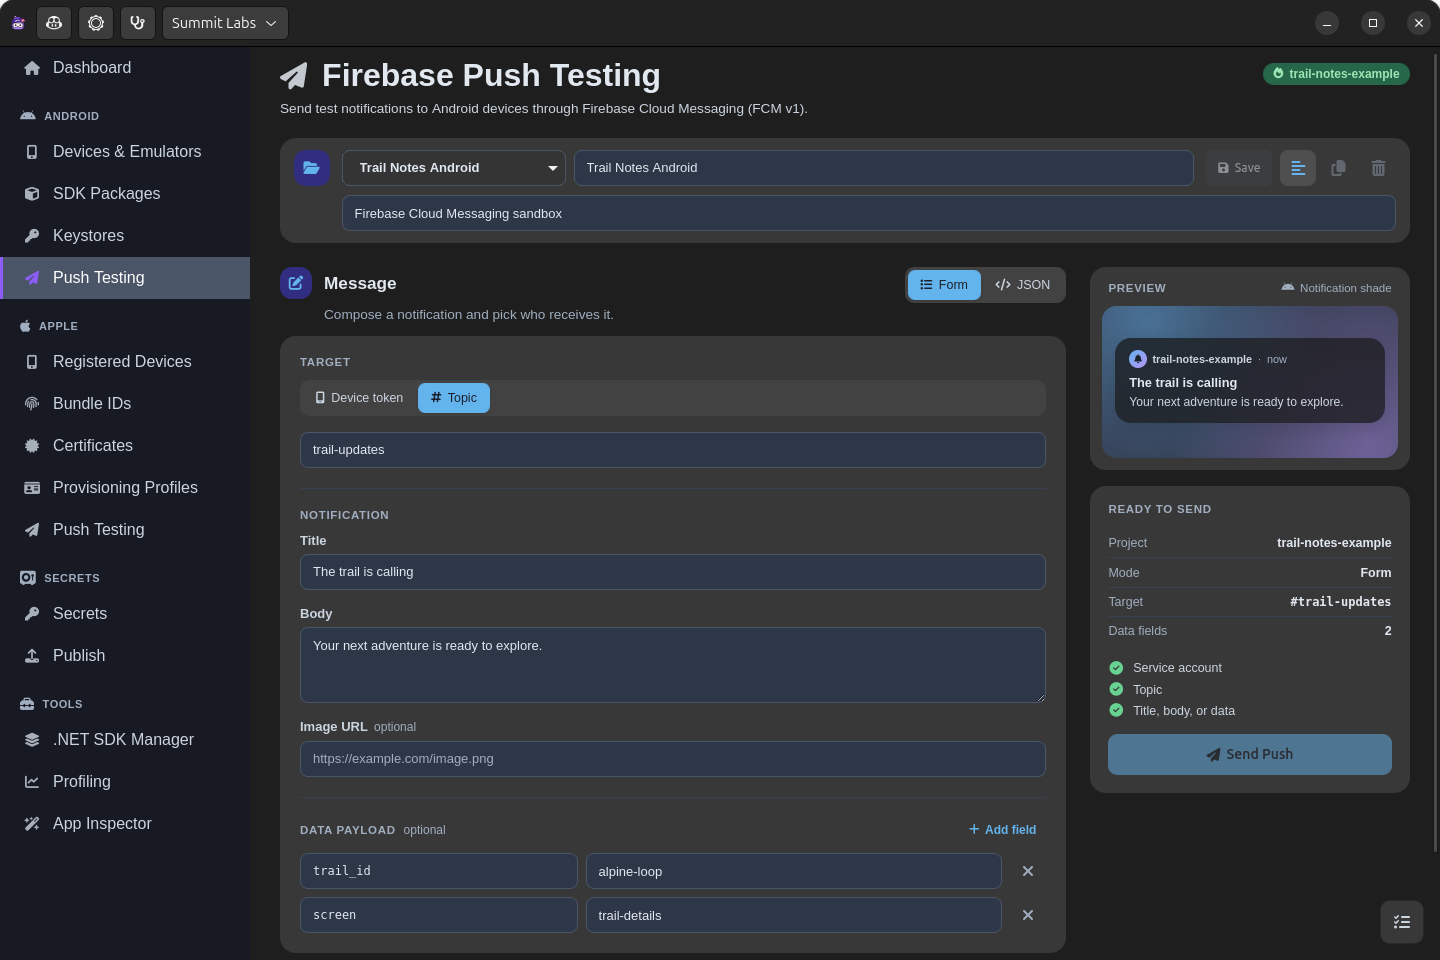 Summit Labs
Dashboard
ANDROID
Devices & Emulators
SDK Packages
Keystores
Push Testing
APPLE
Registered Devices
Bundle IDs
Certificates
Provisioning Profiles
Push Testing
SECRETS
Secrets
Publish
TOOLS
.NET SDK Manager
Profiling
App Inspector
Firebase Push Testing
trail-notes-example
Send test notifications to Android devices through Firebase Cloud Messaging (FCM v1).
Trail Notes Android
Trail Notes Android
Save
Firebase Cloud Messaging sandbox
Message
Form
JSON
Compose a notification and pick who receives it.
TARGET
Device token
Topic
trail-updates
NOTIFICATION
Title
The trail is calling
Body
Your next adventure is ready to explore.
Image URL optional
https://example.com/image.png
DATA PAYLOAD optional
Add field
trail_id
alpine-loop
screen
trail-details
PREVIEW
Notification shade
trail-notes-example · now
The trail is calling
Your next adventure is ready to explore.
READY TO SEND
Project trail-notes-example
Mode Form
Target #trail-updates
Data fields 2
Service account
Topic
Title, body, or data
Send Push